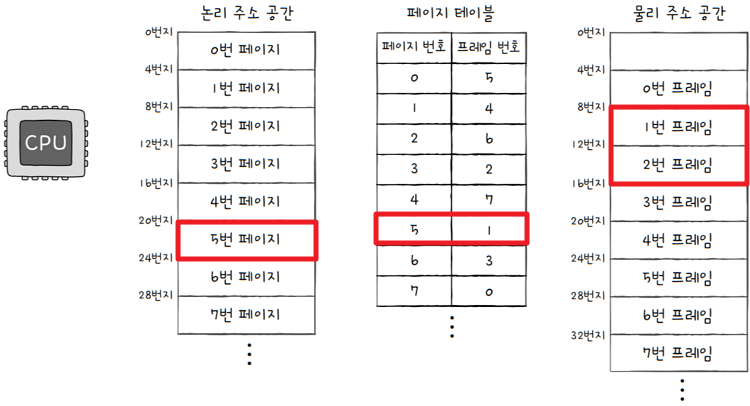 논리 주소 공간
페이지 테이블
물리 주소 공간
CPU
0번지
0번 페이지
4번지
1번 페이지
8번지
2번 페이지
12번지
3번 페이지
16번지
4번 페이지
20번지
5번 페이지
24번지
6번 페이지
28번지
7번 페이지
페이지 번호 프레임 번호
0 5
1 4
2 6
3 2
4 7
5 1
6 3
7 0
0번지
4번지
0번 프레임
8번지
1번 프레임
12번지
2번 프레임
16번지
3번 프레임
20번지
4번 프레임
24번지
5번 프레임
28번지
6번 프레임
32번지
7번 프레임